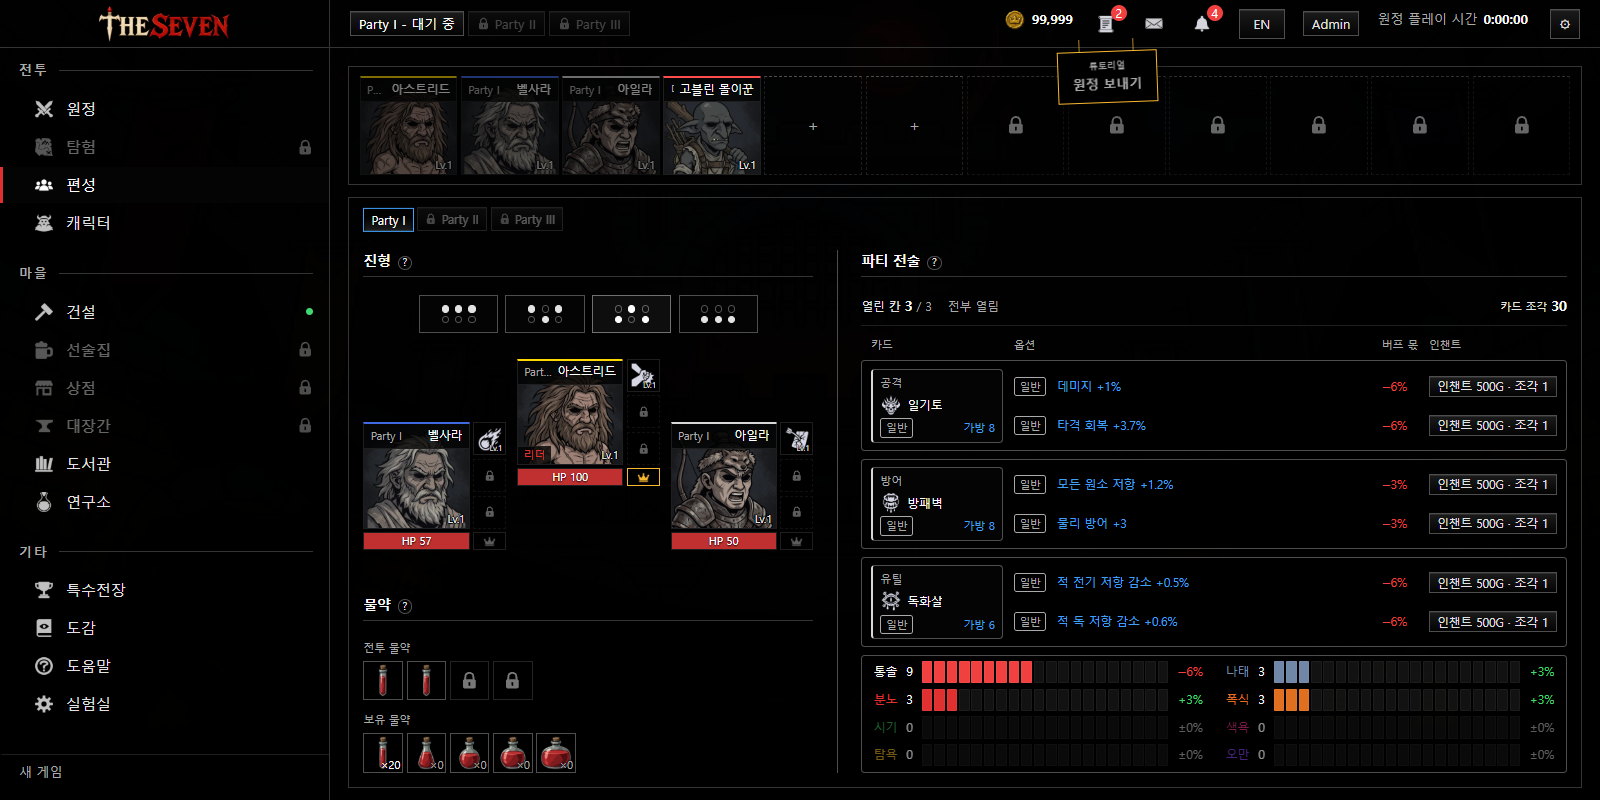 THE SEVEN
Party I - 대기 중
Party II
Party III
99,999
2
4
EN
Admin
원정 플레이 시간 0:00:00
튜토리얼
원정 보내기
전투
원정
탐험
편성
캐릭터
마을
건설
선술집
상점
대장간
도서관
연구소
기타
특수전장
도감
도움말
실험실
새 게임
P... 아스트리드
Lv.1
Party I 벨사라
Lv.1
Party I 아일라
Lv.1
고블린 몰이꾼
Lv.1
+
+
Party I
Party II
Party III
진형 ?
Part... 아스트리드
Lv.1
리더
Lv.1
HP 100
Party I 벨사라
Lv.1
Lv.1
HP 57
Party I 아일라
Lv.1
Lv.1
HP 50
물약 ?
전투 물약
보유 물약
×20
×0
×0
×0
×0
파티 전술 ?
열린 칸 3 / 3 전부 열림
카드 조각 30
카드 옵션 버프 몫 인챈트
공격
일기토
일반 가방 8
일반 데미지 +1% −6% 인챈트 500G · 조각 1
일반 타격 회복 +3.7% −6% 인챈트 500G · 조각 1
방어
방패벽
일반 가방 8
일반 모든 원소 저항 +1.2% −3% 인챈트 500G · 조각 1
일반 물리 방어 +3 −3% 인챈트 500G · 조각 1
유틸
독화살
일반 가방 6
일반 적 전기 저항 감소 +0.5% −6% 인챈트 500G · 조각 1
일반 적 독 저항 감소 +0.6% −6% 인챈트 500G · 조각 1
통솔 9 −6% 나태 3 +3%
분노 3 +3% 폭식 3 +3%
시기 0 ±0% 색욕 0 ±0%
탐욕 0 ±0% 오만 0 ±0%